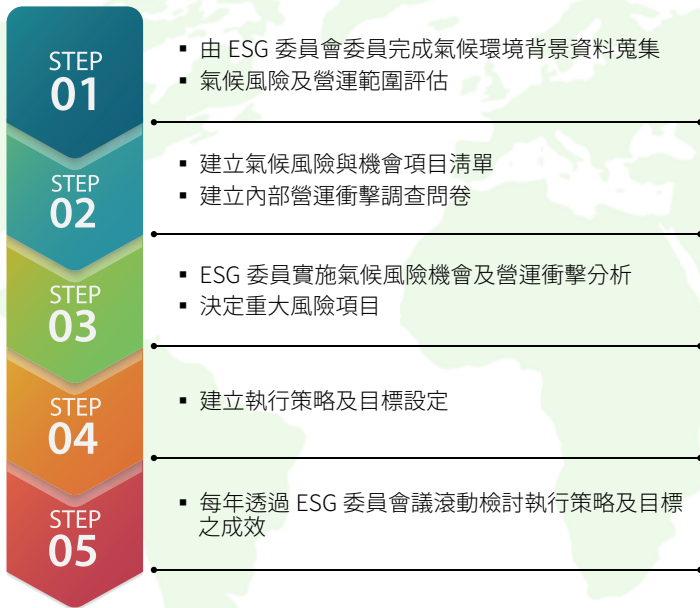 STEP
01
▪ 由 ESG 委員會委員完成氣候環境背景資料蒐集
▪ 氣候風險及營運範圍評估
STEP
02
▪ 建立氣候風險與機會項目清單
▪ 建立內部營運衝擊調查問卷
STEP
03
▪ ESG 委員實施氣候風險機會及營運衝擊分析
▪ 決定重大風險項目
STEP
04
▪ 建立執行策略及目標設定
STEP
05
▪ 每年透過 ESG 委員會議滾動檢討執行策略及目標
之成效